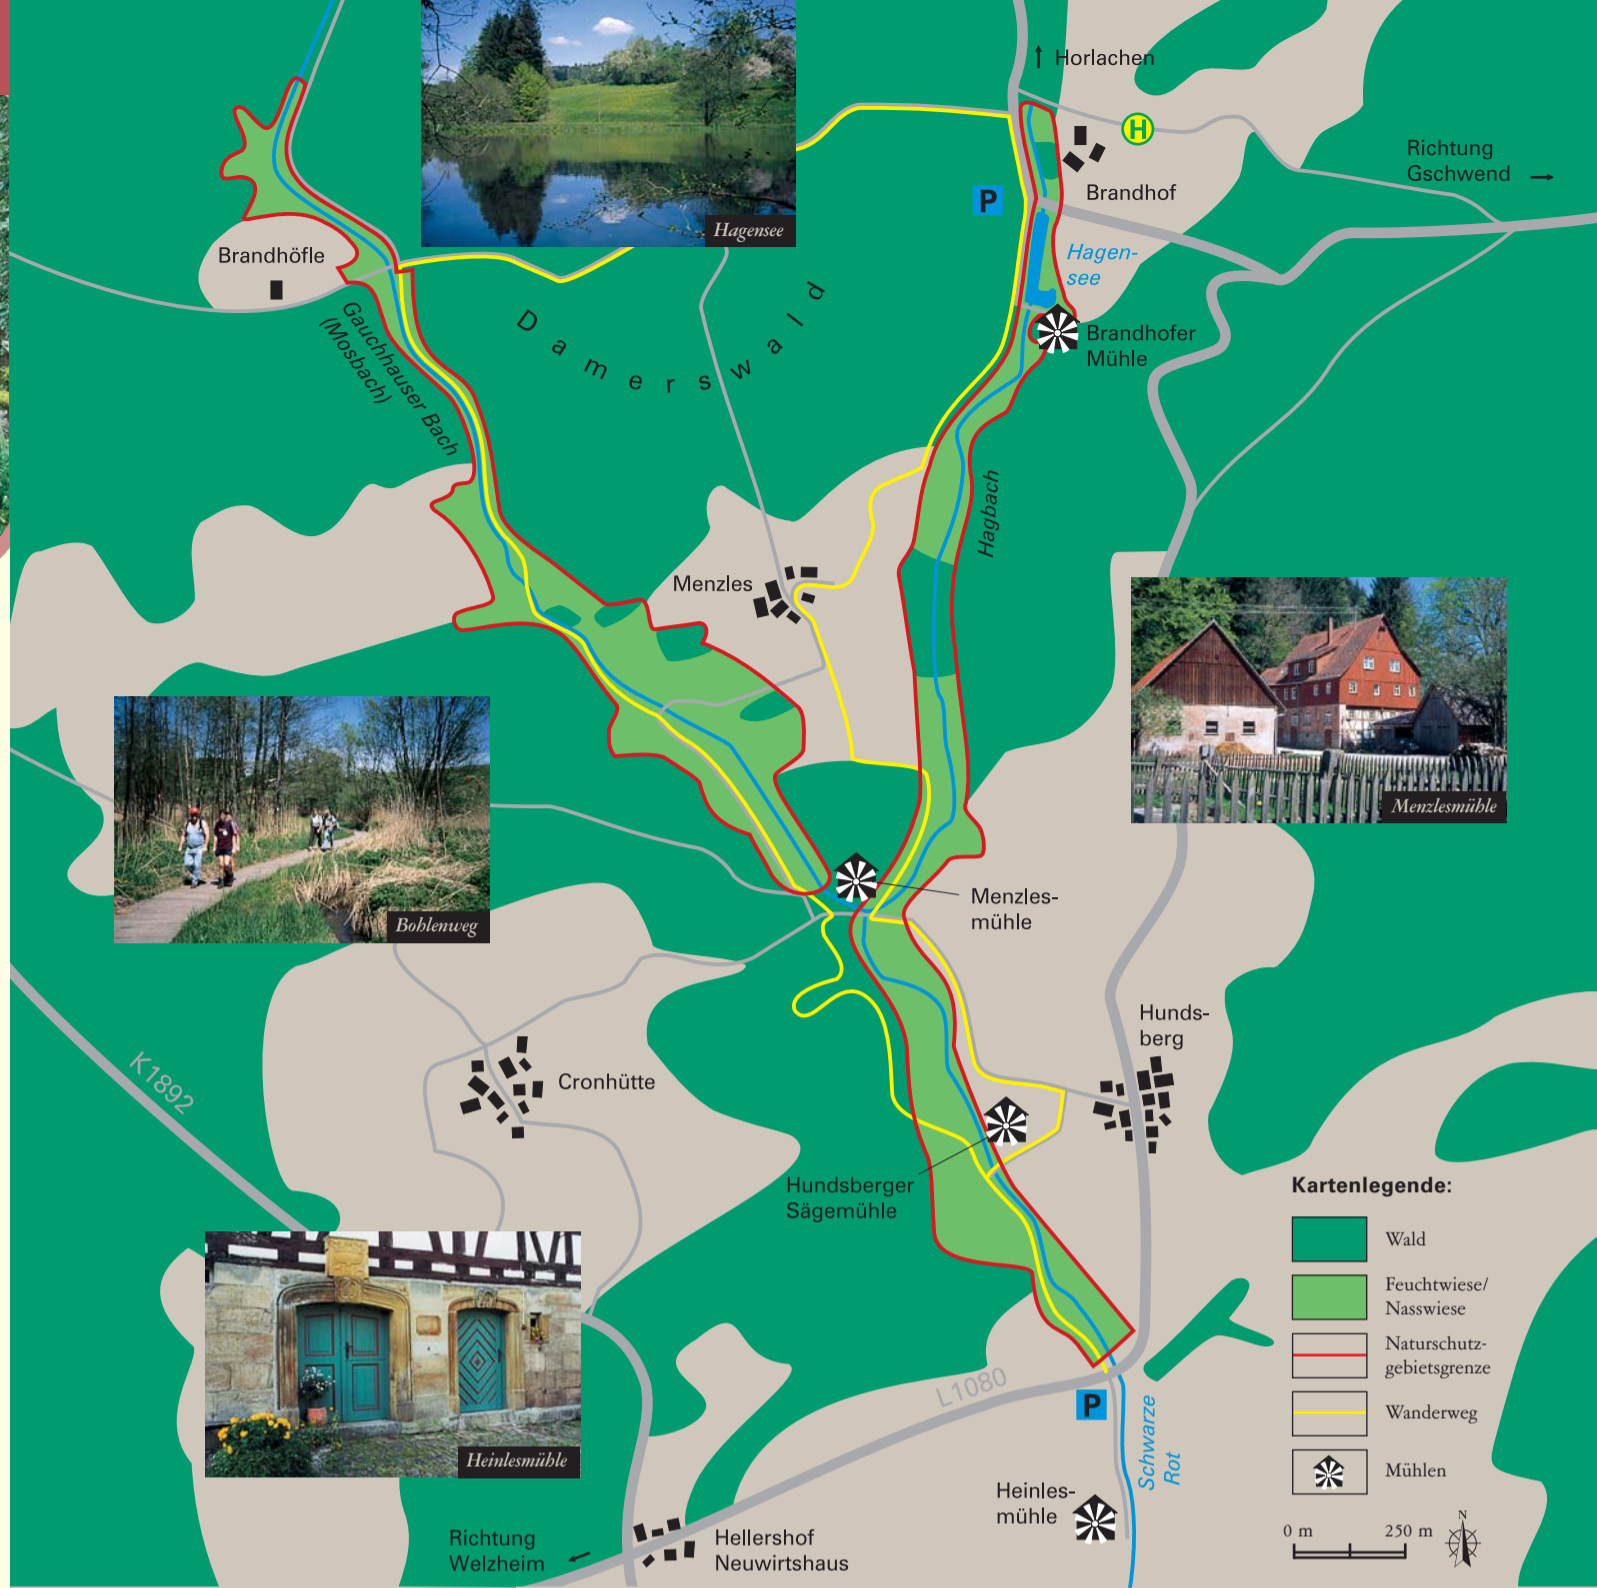 Horlachen
H
Richtung
Gschwend
P
Brandhof
Hagensee
Hagen-
see
Brandhöfle
Gauchhauser Bach
(Mosbach)
Damerswald
Brandhofer
Mühle
Hagbach
Menzles
Menzlesmühle
Bohlenweg
Menzles-
mühle
Hunds-
berg
K1892
Cronhütte
Hundsberger
Sägemühle
Kartenlegende:
Wald
Feuchtwiese/
Nasswiese
Naturschutz-
gebietsgrenze
Wanderweg
Mühlen
0 m 250 m
N
L1080
P
Schwarze
Rot
Heinlesmühle
Heinles-
mühle
Richtung
Welzheim
Hellershof
Neuwirtshaus